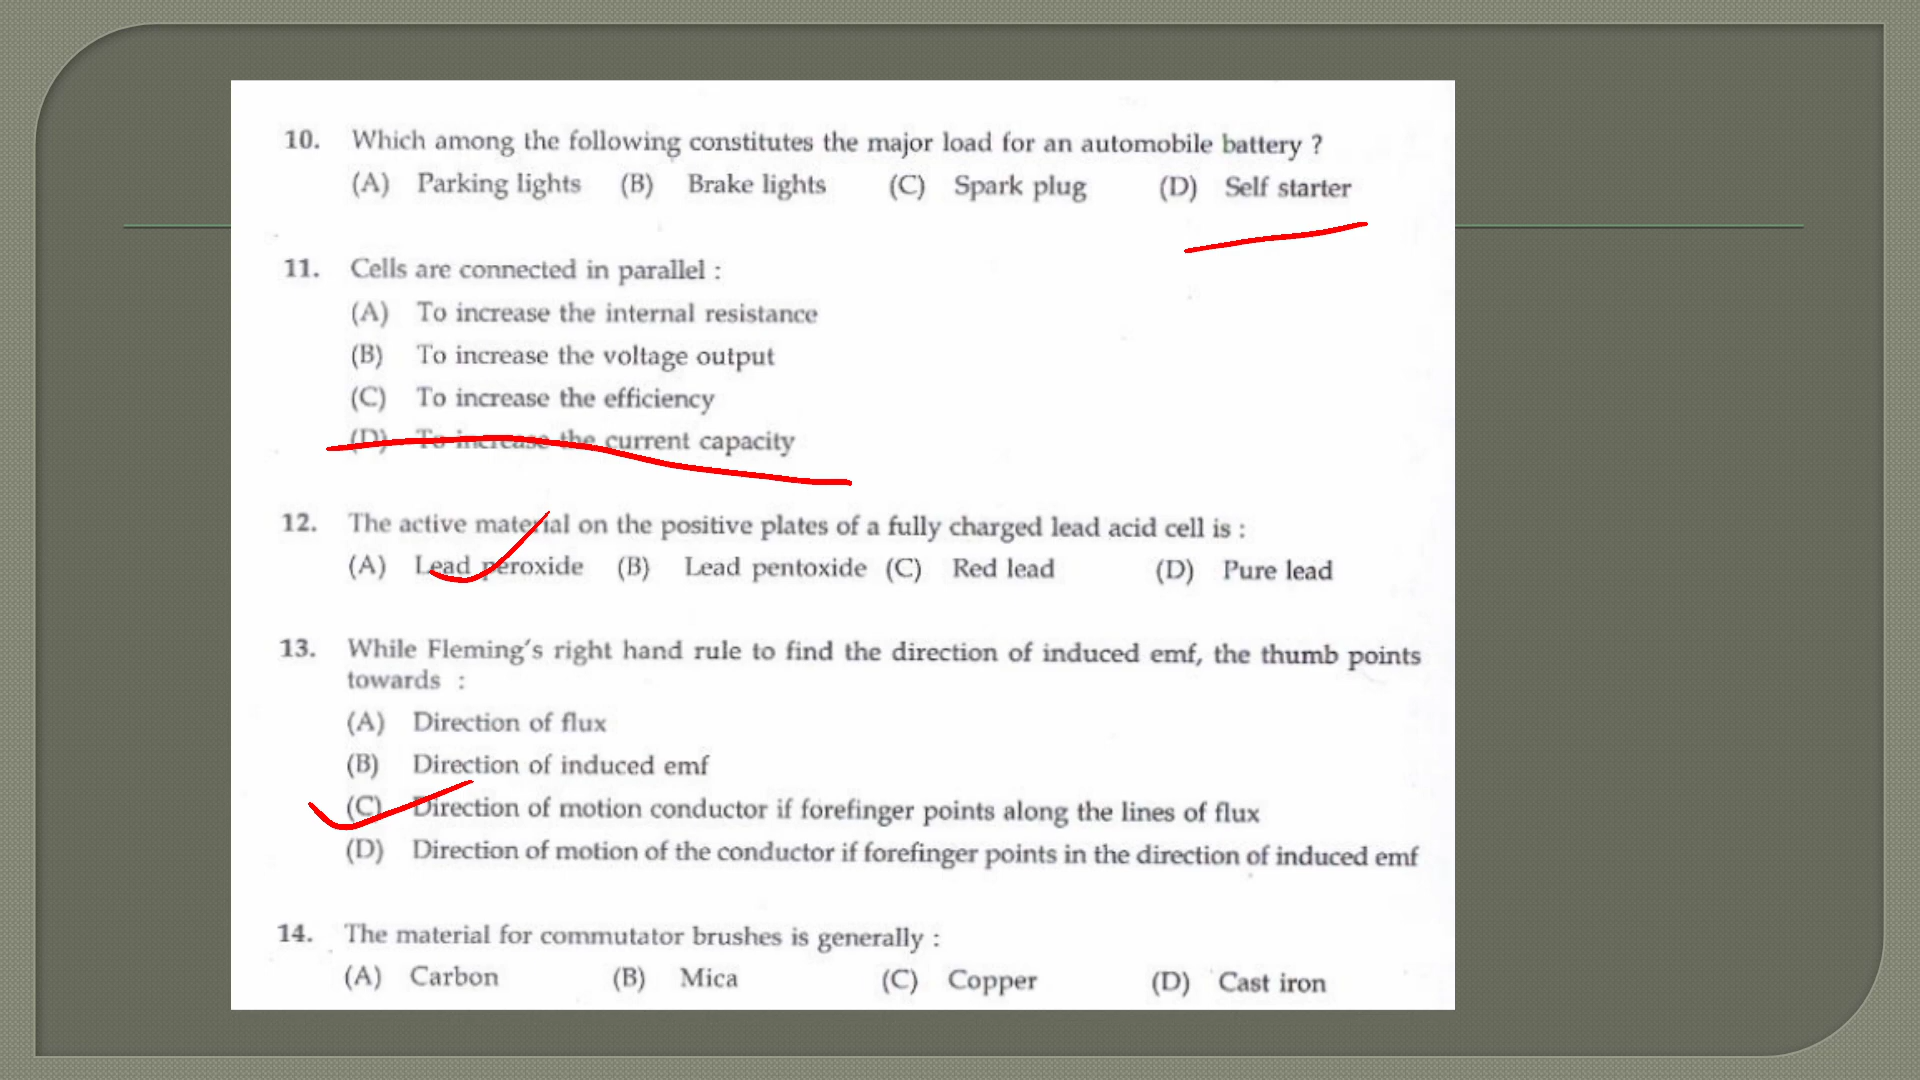 10. Which among the following constitutes the major load for an automobile battery ?
(A) Parking lights (B) Brake lights (C) Spark plug (D) Self starter
11. Cells are connected in parallel :
(A) To increase the internal resistance
(B) To increase the voltage output
(C) To increase the efficiency
(D) To increase the current capacity
12. The active material on the positive plates of a fully charged lead acid cell is :
(A) Lead peroxide (B) Lead pentoxide (C) Red lead (D) Pure lead
13. While Fleming's right hand rule to find the direction of induced emf, the thumb points
towards :
(A) Direction of flux
(B) Direction of induced emf
(C) Direction of motion conductor if forefinger points along the lines of flux
(D) Direction of motion of the conductor if forefinger points in the direction of induced emf
14. The material for commutator brushes is generally :
(A) Carbon (B) Mica (C) Copper (D) Cast iron